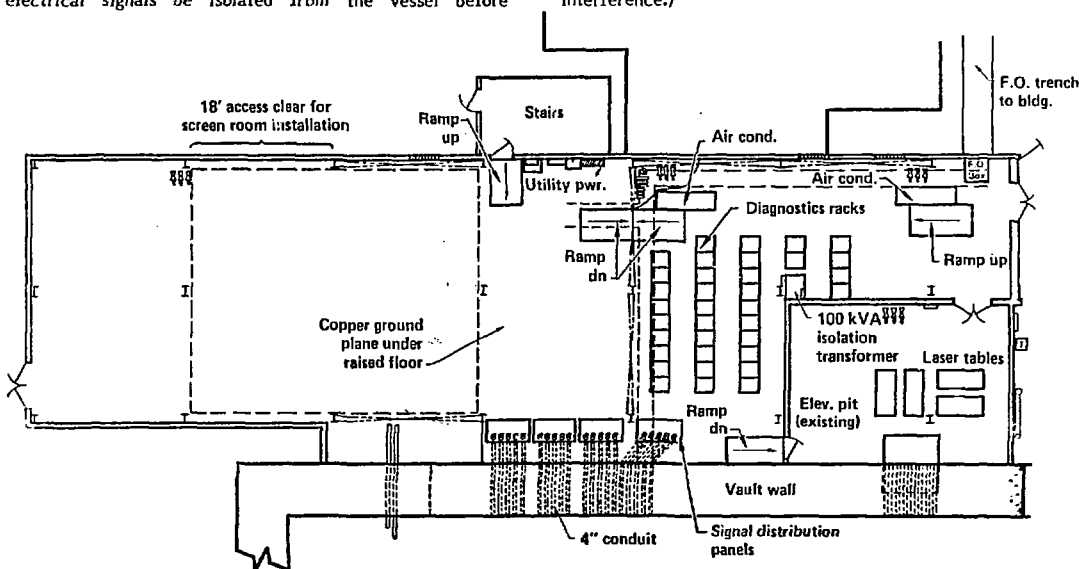 electrical signals be isolated from the vessel before
interference.)
F.O. trench
to bldg.
18' access clear for
screen room installation
Ramp
up
Stairs
Air cond.
Utility pwr.
Air cond.
F.O.
Diagnostics racks
Ramp
dn
Ramp up
Copper ground
plane under
raised floor
100 kVA
isolation
transformer
Laser tables
Elev. pit
(existing)
Ramp
dn
Vault wall
4" conduit
Signal distribution
panels